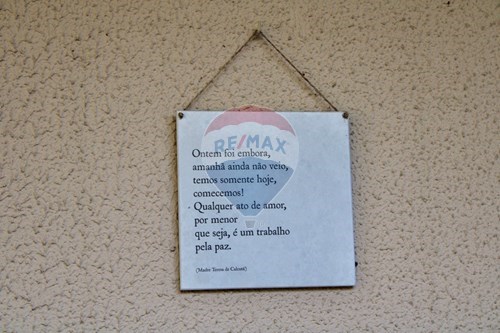 RE/MAX
Ontem foi embora,
amanhã ainda não veio,
temos somente hoje,
comecemos!
- Qualquer ato de amor,
por menor
que seja, é um trabalho
pela paz.
(Madre Teresa de Calcutá)